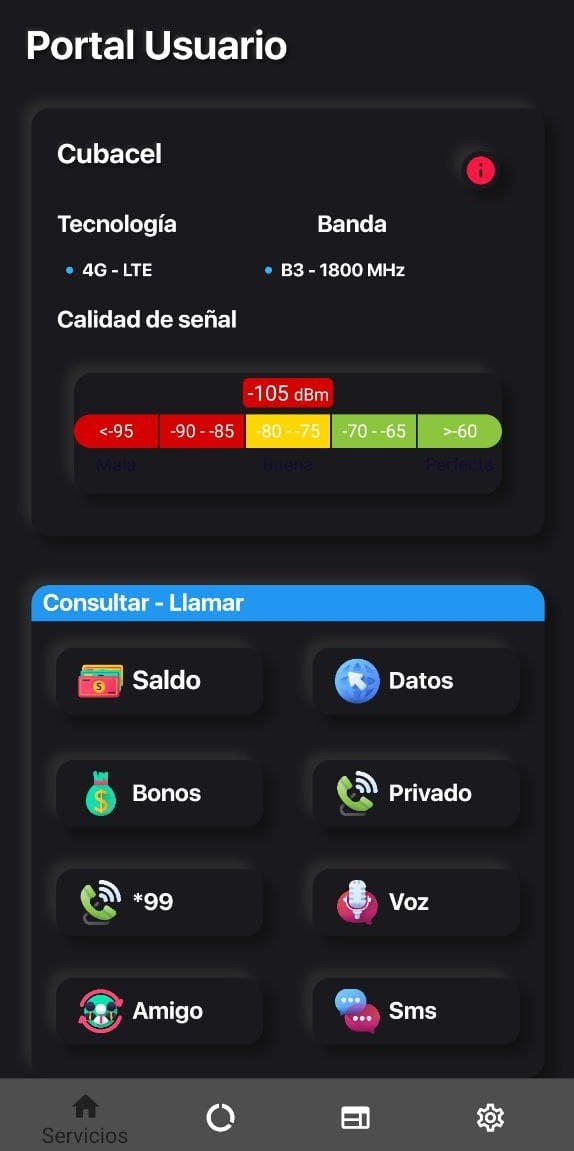 Portal Usuario
Cubacel
Tecnología Banda
4G - LTE B3 - 1800 MHz
Calidad de señal
-105 dBm
<-95 -90 - -85 -80 - -75 -70 - -65 >-60
Mala Buena Perfecta
Consultar - Llamar
Saldo Datos
Bonos Privado
*99 Voz
Amigo Sms
Servicios